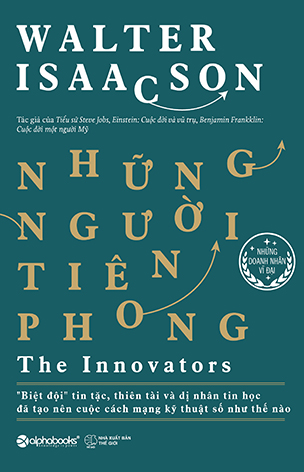 WALTER
ISAACSON
Tác giả của Tiểu sử Steve Jobs, Einstein: Cuộc đời và vũ trụ, Benjamin Frankklin:
Cuộc đời một người Mỹ
NHỮNG
NGƯỜI
TIÊN
PHONG
NHỮNG
DOANH NHÂN
VĨ ĐẠI
The Innovators
"Biệt đội" tin tặc, thiên tài và dị nhân tin học
đã tạo nên cuộc cách mạng kỹ thuật số như thế nào
alphabooks
NHÀ XUẤT BẢN
THẾ GIỚI